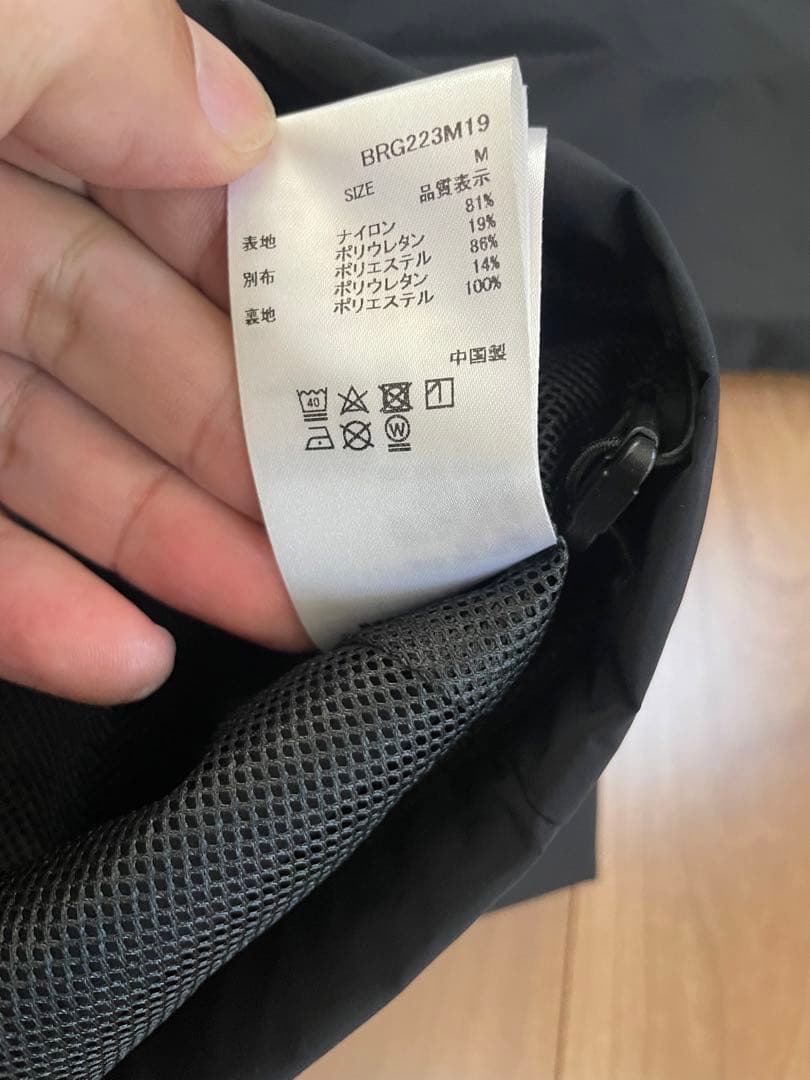 BRG223M19
SIZE M
品質表示
表地 ナイロン 81%
ポリウレタン 19%
別布 ポリエステル 86%
ポリウレタン 14%
裏地 ポリエステル 100%
中国製
40
W